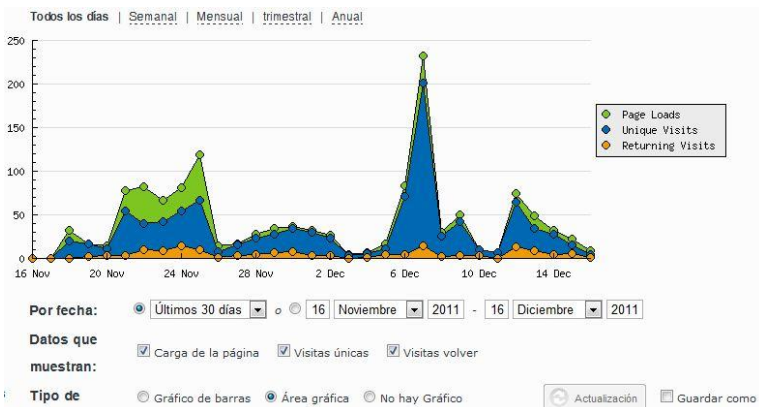 Todos los días | Semanal | Mensual | trimestral | Anual
250
200
150
100
50
0
16 Nov 20 Nov 24 Nov 28 Nov 2 Dec 6 Dec 10 Dec 14 Dec
Page Loads
Unique Visits
Returning Visits
Por fecha: Últimos 30 días o 16 Noviembre 2011 - 16 Diciembre 2011
Datos que
muestran: Carga de la página Visitas únicas Visitas volver
Tipo de Gráfico de barras Área gráfica No hay Gráfico Actualización Guardar como